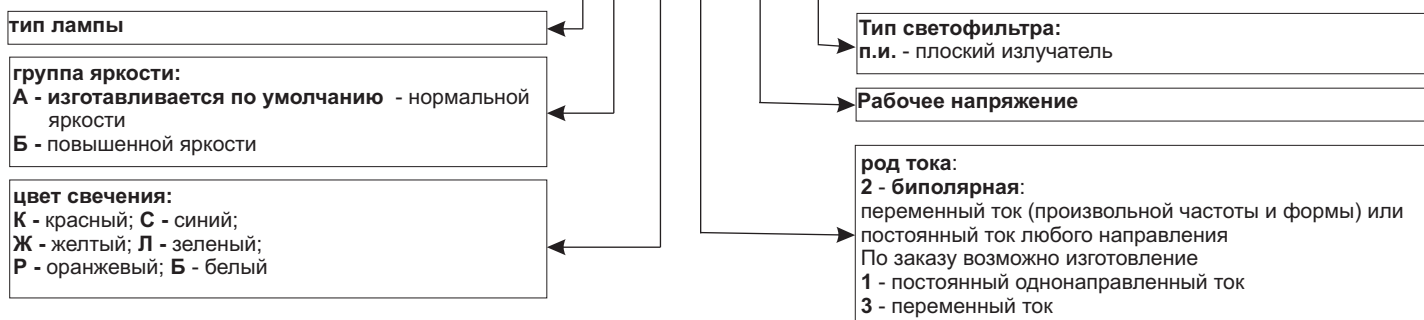 тип лампы
группа яркости:
А - изготавливается по умолчанию - нормальной
яркости
Б - повышенной яркости
цвет свечения:
К - красный; С - синий;
Ж - желтый; Л - зеленый;
Р - оранжевый; Б - белый
Тип светофильтра:
п.и. - плоский излучатель
Рабочее напряжение
род тока:
2 - биполярная:
переменный ток (произвольной частоты и формы) или
постоянный ток любого направления
По заказу возможно изготовление
1 - постоянный однонаправленный ток
3 - переменный ток